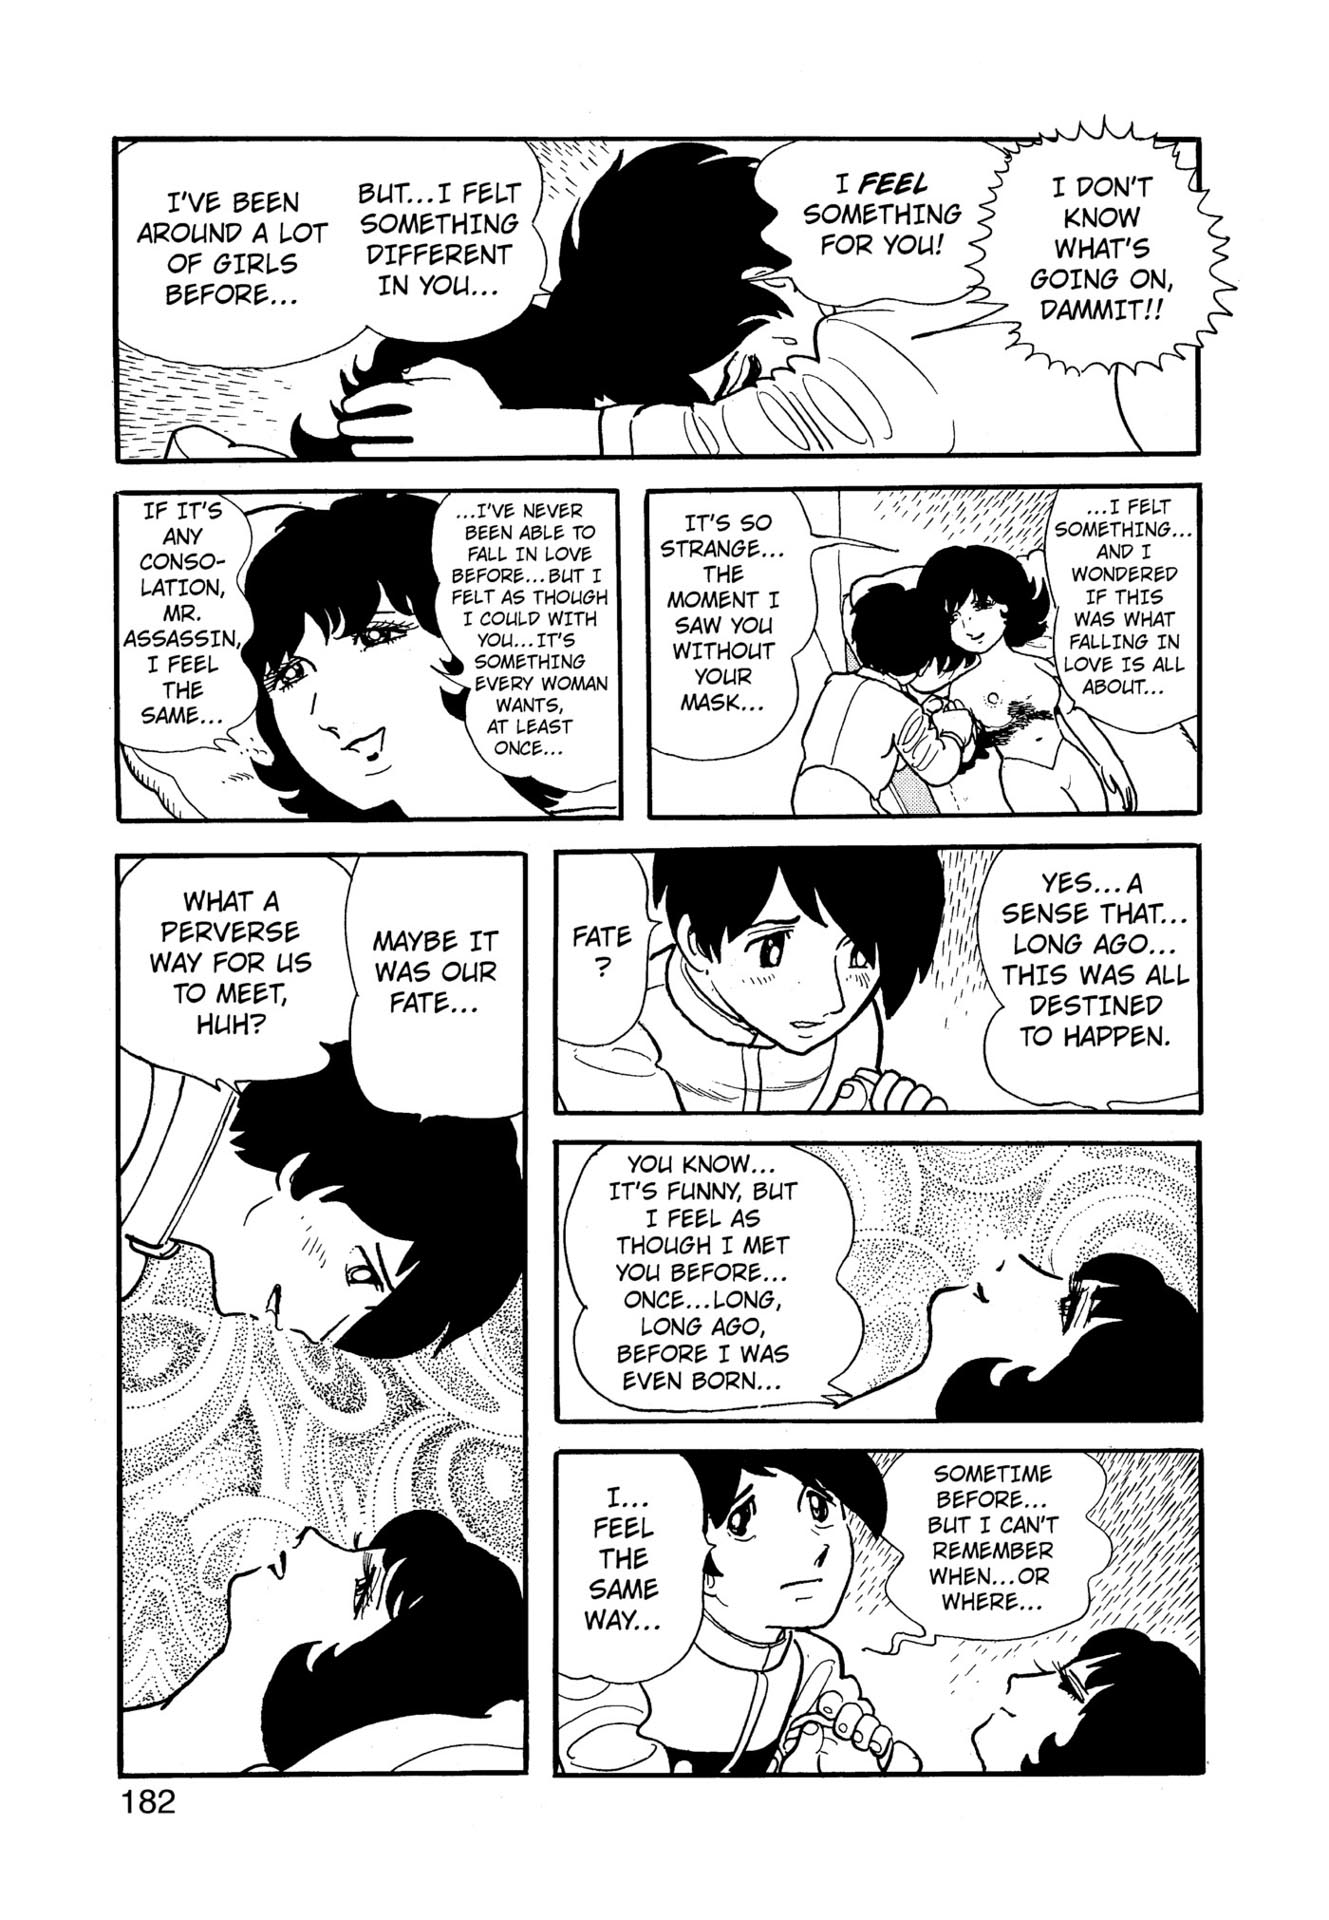 I'VE BEEN
AROUND A LOT
OF GIRLS
BEFORE...
BUT...I FELT
SOMETHING
DIFFERENT
IN YOU...
I FEEL
SOMETHING
FOR YOU!
I DON'T
KNOW
WHAT'S
GOING ON,
DAMMIT!!
IF IT'S
ANY
CONSO-
LATION,
MR.
ASSASSIN,
I FEEL
THE
SAME...
...I'VE NEVER
BEEN ABLE TO
FALL IN LOVE
BEFORE...BUT I
FELT AS THOUGH
I COULD WITH
YOU...IT'S
SOMETHING
EVERY WOMAN
WANTS,
AT LEAST
ONCE...
IT'S SO
STRANGE...
THE
MOMENT I
SAW YOU
WITHOUT
YOUR
MASK...
...I FELT
SOMETHING...
AND I
WONDERED
IF THIS
WAS WHAT
FALLING IN
LOVE IS ALL
ABOUT...
WHAT A
PERVERSE
WAY FOR US
TO MEET,
HUH?
MAYBE IT
WAS OUR
FATE...
FATE
?
YES...A
SENSE THAT...
LONG AGO...
THIS WAS ALL
DESTINED
TO HAPPEN.
YOU KNOW...
IT'S FUNNY, BUT
I FEEL AS
THOUGH I MET
YOU BEFORE...
ONCE...LONG,
LONG AGO,
BEFORE I WAS
EVEN BORN...
I...
FEEL
THE
SAME
WAY...
SOMETIME
BEFORE...
BUT I CAN'T
REMEMBER
WHEN...OR
WHERE...
182